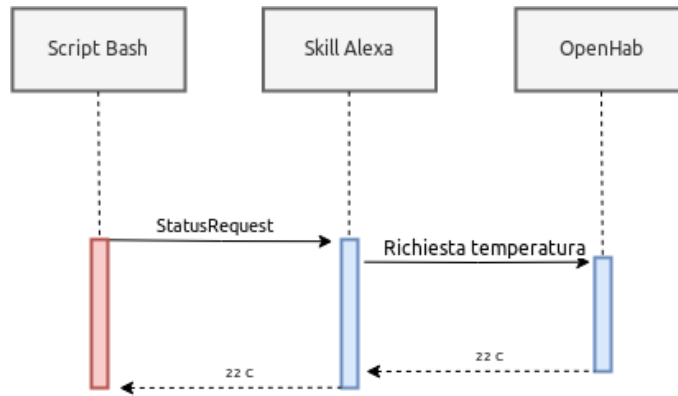 Script Bash
Skill Alexa
OpenHab
StatusRequest
Richiesta temperatura
22 C
22 C